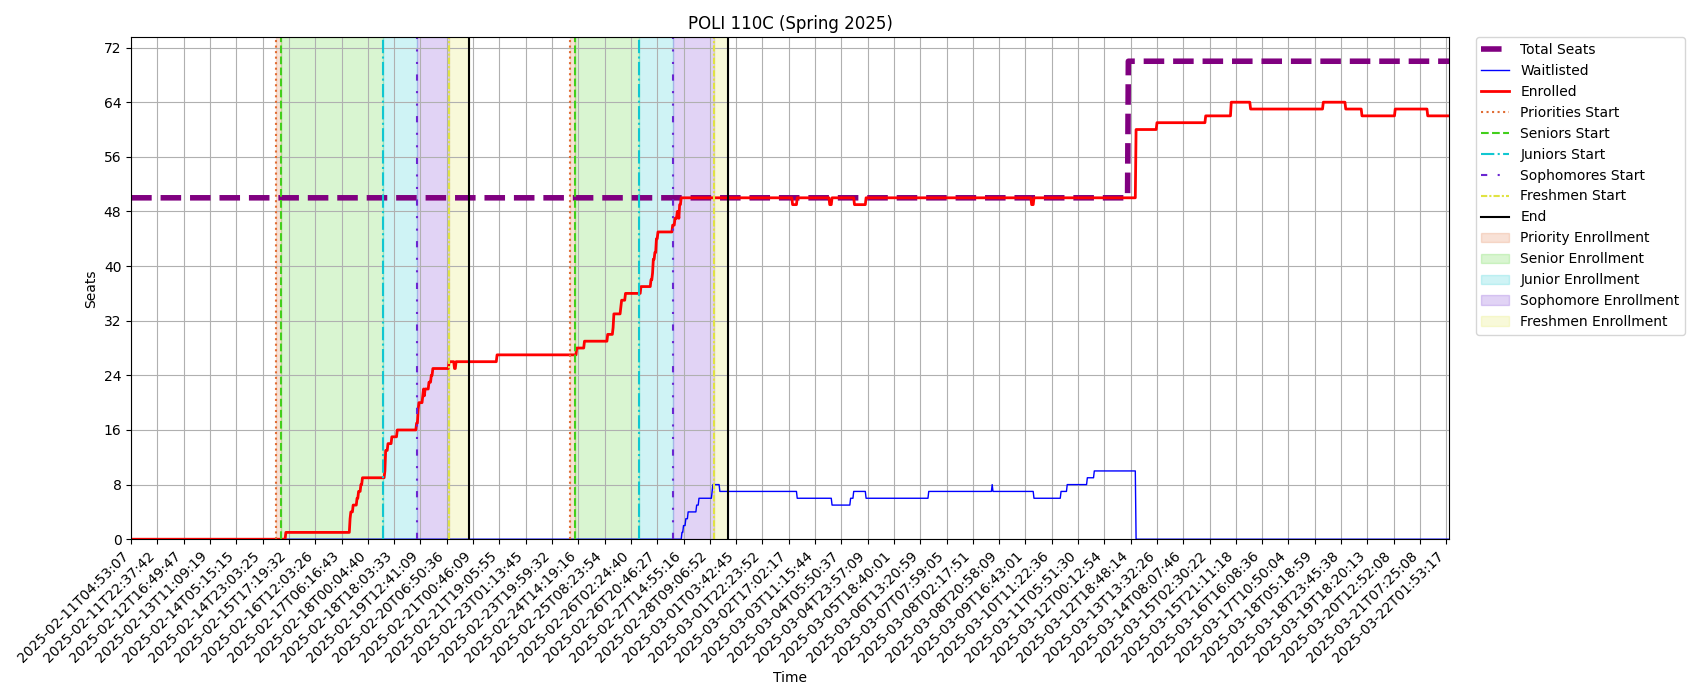 POLI 110C (Spring 2025)
Seats
72
64
56
48
40
32
24
16
8
0
2025-02-11T04:53:07
2025-02-11T22:37:42
2025-02-12T16:49:47
2025-02-13T11:09:19
2025-02-14T05:15:15
2025-02-14T23:03:25
2025-02-15T17:19:32
2025-02-16T12:03:26
2025-02-17T06:16:43
2025-02-18T00:04:40
2025-02-18T18:03:33
2025-02-19T12:41:09
2025-02-20T06:50:36
2025-02-21T00:46:09
2025-02-21T19:05:55
2025-02-23T01:13:45
2025-02-23T19:59:32
2025-02-24T14:19:16
2025-02-25T08:23:54
2025-02-26T02:24:40
2025-02-26T20:46:27
2025-02-27T14:55:16
2025-02-28T09:06:52
2025-03-01T03:42:45
2025-03-01T22:23:52
2025-03-02T17:02:17
2025-03-03T11:15:44
2025-03-04T05:50:37
2025-03-04T23:57:09
2025-03-05T18:40:01
2025-03-06T13:20:59
2025-03-07T07:59:05
2025-03-08T02:17:51
2025-03-08T20:58:09
2025-03-09T16:43:01
2025-03-10T11:22:36
2025-03-11T05:51:30
2025-03-12T00:12:54
2025-03-12T18:48:14
2025-03-13T13:32:26
2025-03-14T08:07:46
2025-03-15T02:30:22
2025-03-15T21:11:18
2025-03-16T16:08:36
2025-03-17T10:50:04
2025-03-18T05:18:59
2025-03-18T23:45:38
2025-03-19T18:20:13
2025-03-20T12:52:08
2025-03-21T07:25:08
2025-03-22T01:53:17
Time
Total Seats
Waitlisted
Enrolled
Priorities Start
Seniors Start
Juniors Start
Sophomores Start
Freshmen Start
End
Priority Enrollment
Senior Enrollment
Junior Enrollment
Sophomore Enrollment
Freshmen Enrollment